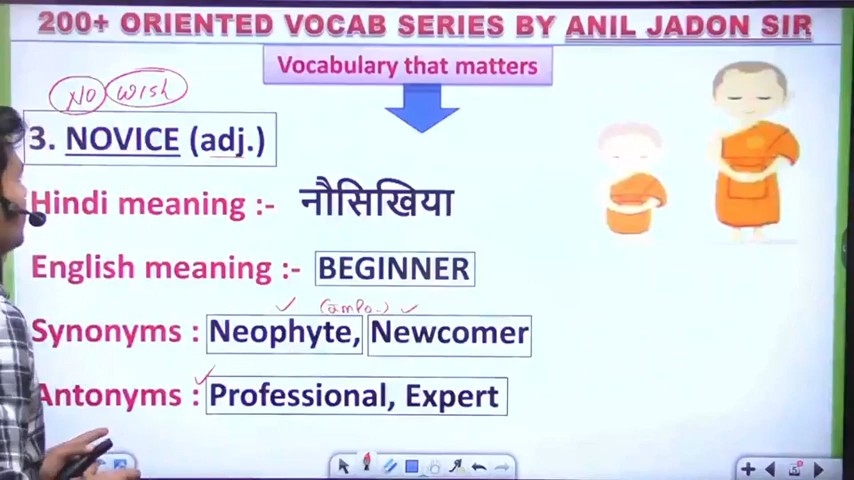 200+ ORIENTED VOCAB SERIES BY ANIL JADON SIR
Vocabulary that matters
No wish
3. NOVICE (adj.)
Hindi meaning :- नौसिखिया
English meaning :- BEGINNER
Synonyms : Neophyte, Newcomer
Antonyms : Professional, Expert